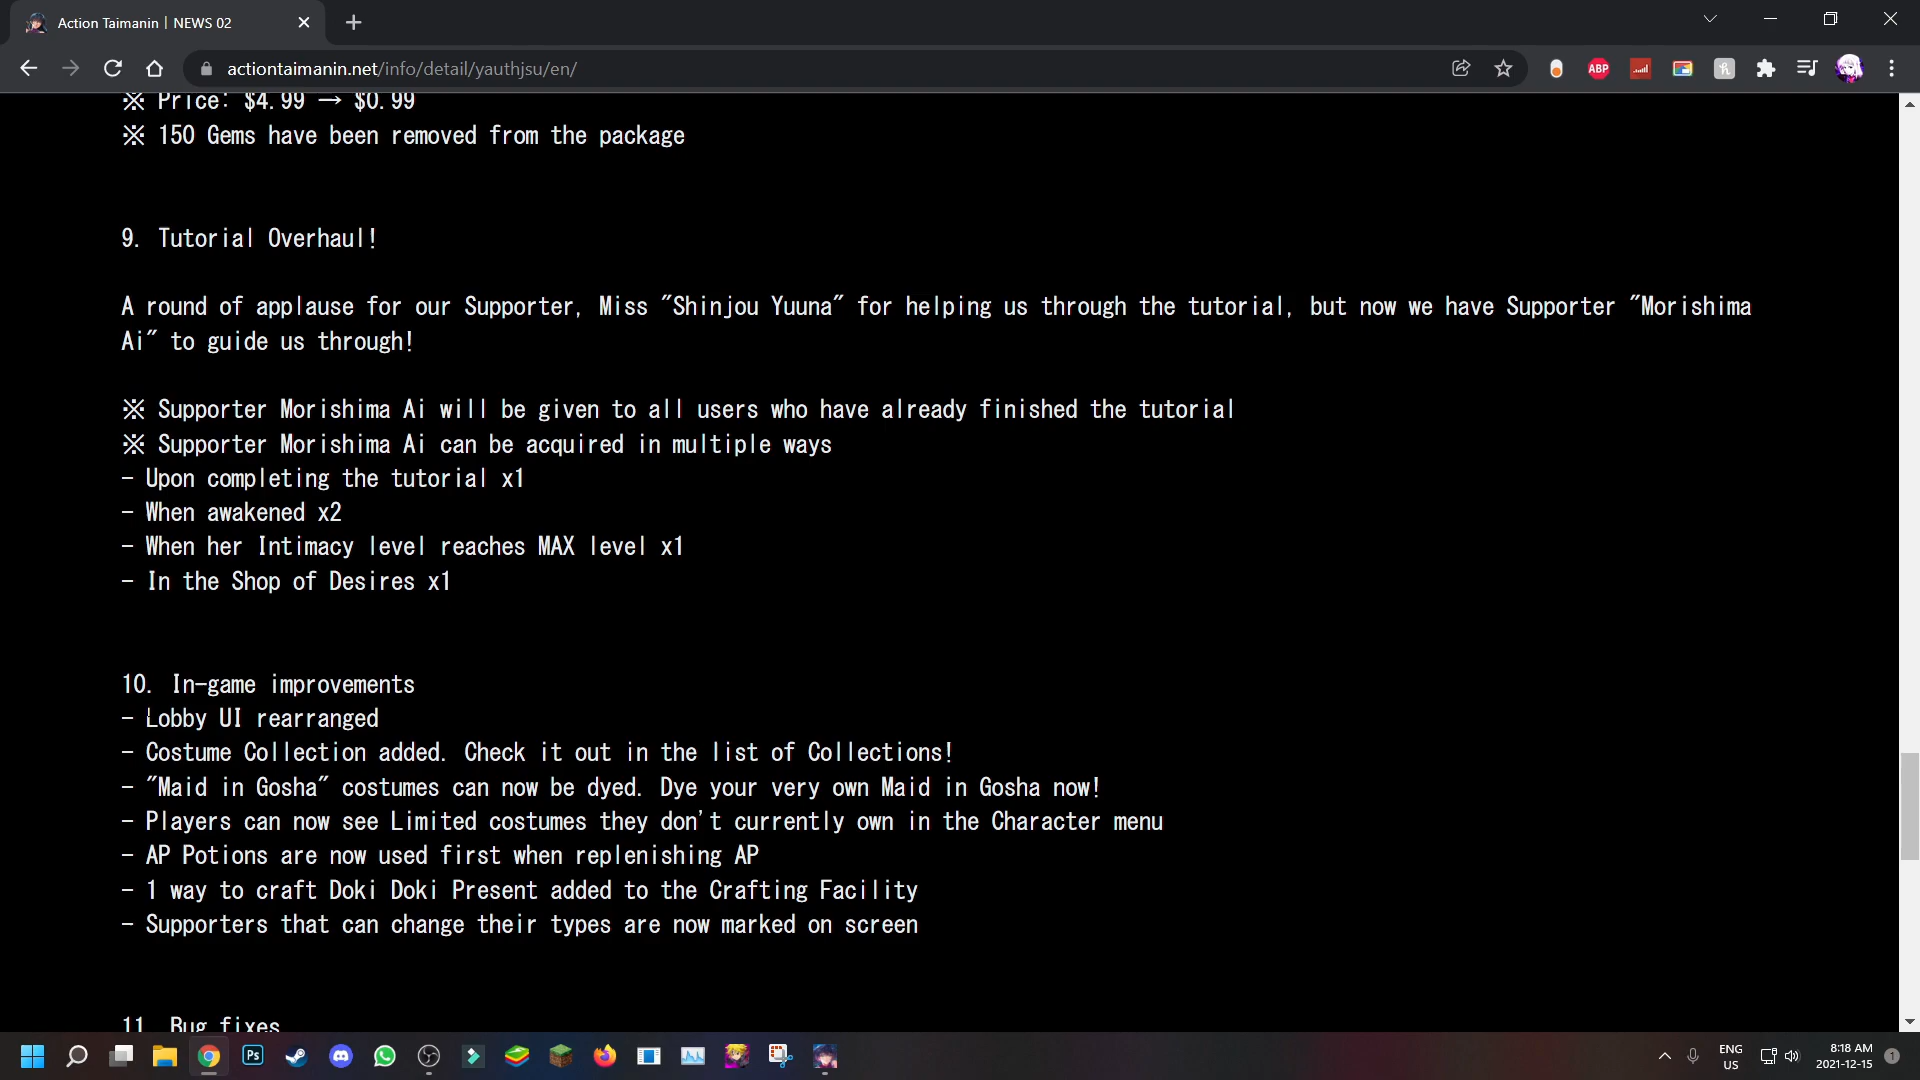 Action Taimanin | NEWS 02
actiontaimanin.net/info/detail/yauthjsu/en/
ABP
※ Price: $4.99 → $0.99
※ 150 Gems have been removed from the package
9. Tutorial Overhaul!
A round of applause for our Supporter, Miss "Shinjou Yuuna" for helping us through the tutorial, but now we have Supporter "Morishima
Ai" to guide us through!
※ Supporter Morishima Ai will be given to all users who have already finished the tutorial
※ Supporter Morishima Ai can be acquired in multiple ways
- Upon completing the tutorial x1
- When awakened x2
- When her Intimacy level reaches MAX level x1
- In the Shop of Desires x1
10. In-game improvements
- Lobby UI rearranged
- Costume Collection added. Check it out in the list of Collections!
- "Maid in Gosha" costumes can now be dyed. Dye your very own Maid in Gosha now!
- Players can now see Limited costumes they don't currently own in the Character menu
- AP Potions are now used first when replenishing AP
- 1 way to craft Doki Doki Present added to the Crafting Facility
- Supporters that can change their types are now marked on screen
11. Bug fixes
Ps
ENG
US
8:18 AM
2021-12-15
1